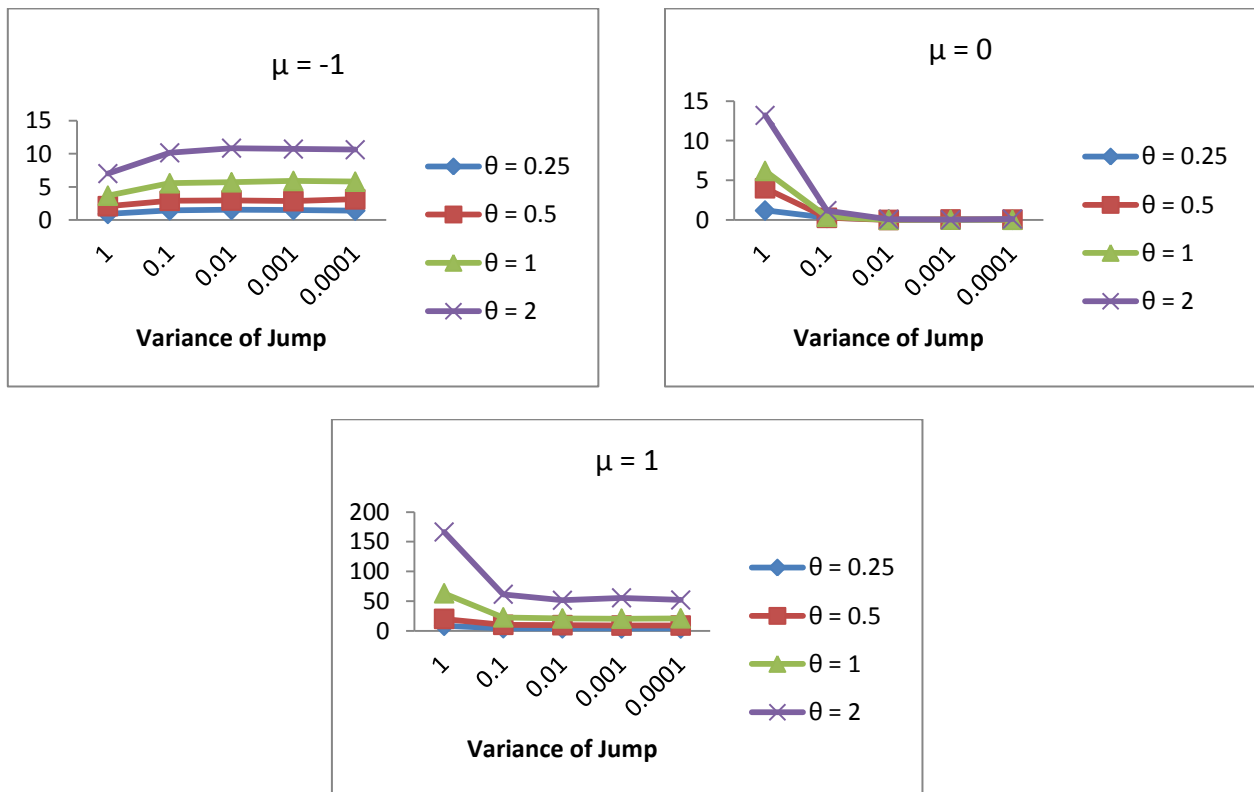 μ = -1
15
10
5
0
1
0.1
0.01
0.001
0.0001
Variance of Jump
θ = 0.25
θ = 0.5
θ = 1
θ = 2
μ = 0
15
10
5
0
1
0.1
0.01
0.001
0.0001
θ = 0.25
θ = 0.5
θ = 1
θ = 2
Variance of Jump
μ = 1
200
150
100
50
0
1
0.1
0.01
0.001
0.0001
θ = 0.25
θ = 0.5
θ = 1
θ = 2
Variance of Jump